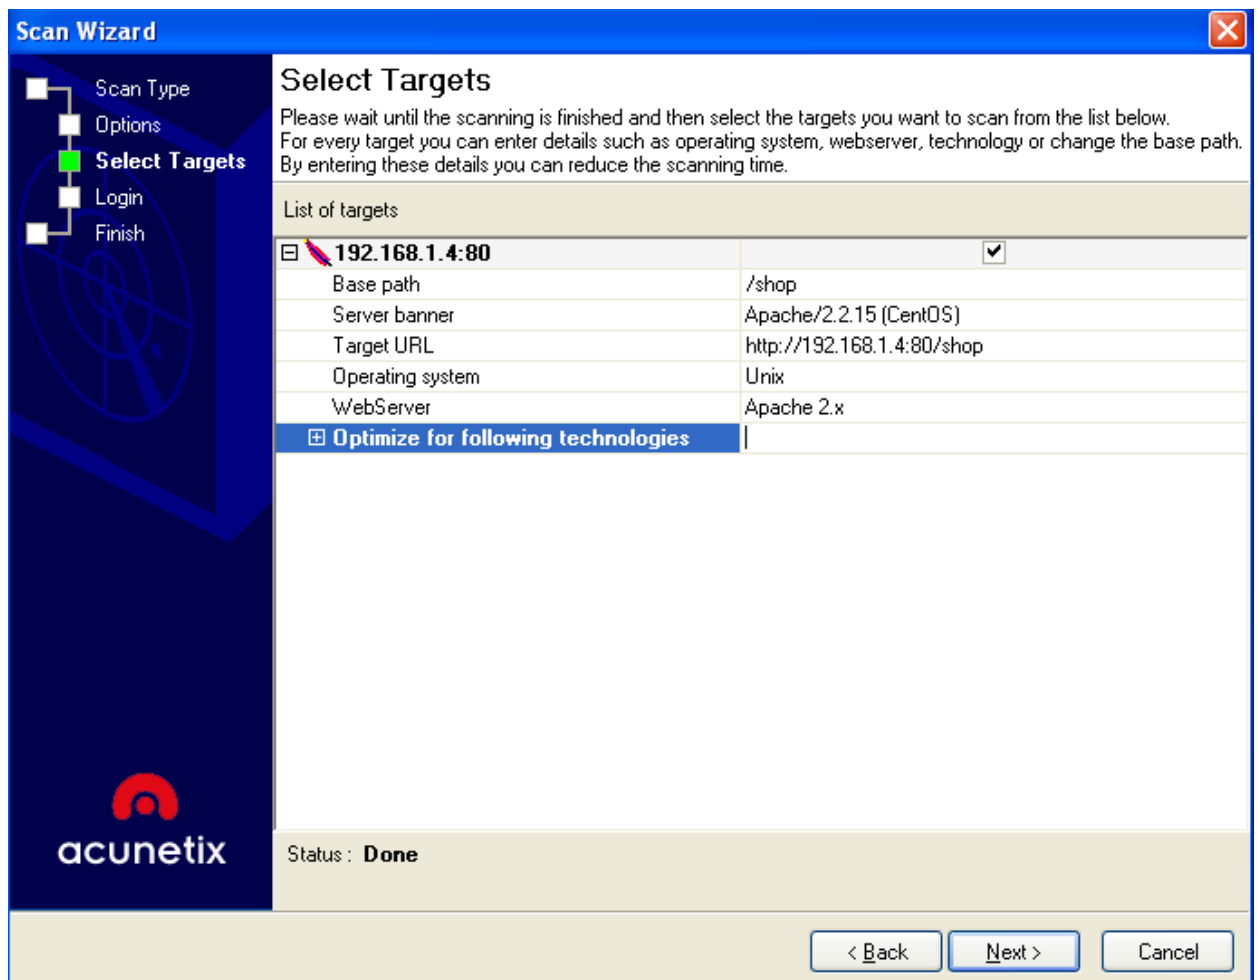 Scan Wizard
Scan Type
Options
Select Targets
Login
Finish
Select Targets
Please wait until the scanning is finished and then select the targets you want to scan from the list below.
For every target you can enter details such as operating system, webserver, technology or change the base path.
By entering these details you can reduce the scanning time.
List of targets
192.168.1.4:80
Base path /shop
Server banner Apache/2.2.15 (CentOS)
Target URL http://192.168.1.4:80/shop
Operating system Unix
WebServer Apache 2.x
Optimize for following technologies
acunetix
Status : Done
< Back Next > Cancel